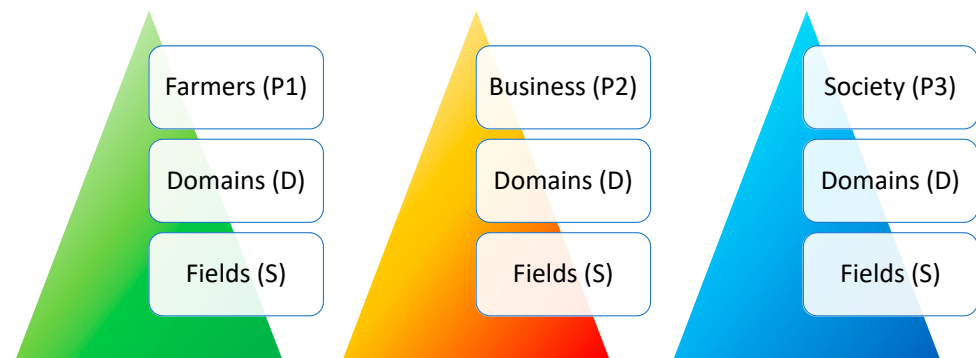 Farmers (P1)
Domains (D)
Fields (S)
Business (P2)
Domains (D)
Fields (S)
Society (P3)
Domains (D)
Fields (S)